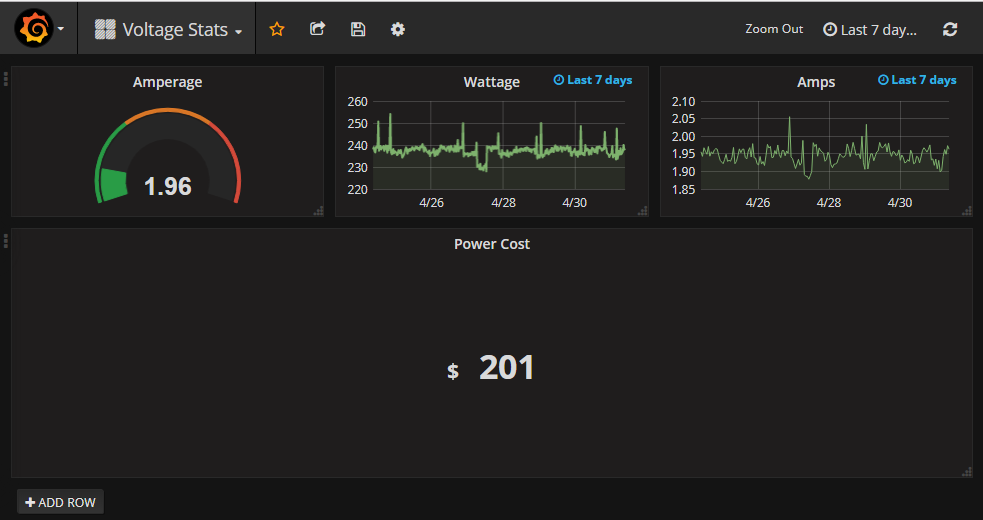 Voltage Stats
Zoom Out
Last 7 day...
Amperage
1.96
Wattage
Last 7 days
260
250
240
230
220
4/26
4/28
4/30
Amps
Last 7 days
2.10
2.05
2.00
1.95
1.90
1.85
4/26
4/28
4/30
Power Cost
$ 201
+ ADD ROW